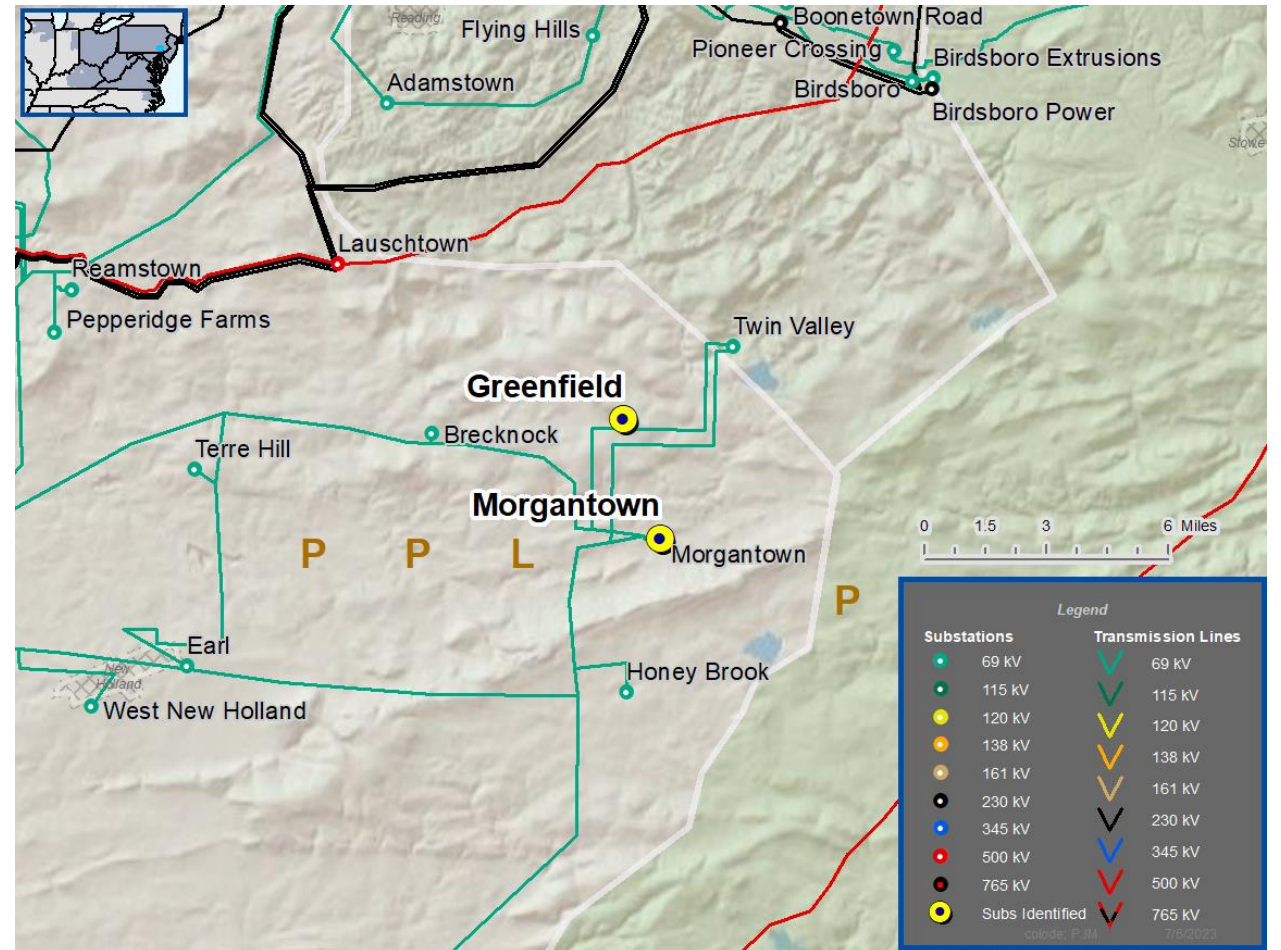 Reading
Flying Hills
Boonetown Road
Pioneer Crossing
Birdsboro Extrusions
Adamstown
Birdsboro
Birdsboro Power
Stowe
Lauschtown
Reamstown
Pepperidge Farms
Twin Valley
Greenfield
Brecknock
Terre Hill
Morgantown
Morgantown
0 1.5 3 6 Miles
P P L
P
Earl
New
Holland
West New Holland
Honey Brook
Legend
Substations Transmission Lines
69 kV 69 kV
115 kV 115 kV
120 kV 120 kV
138 kV 138 kV
161 kV 161 kV
230 kV 230 kV
345 kV 345 kV
500 kV 500 kV
765 kV 765 kV
Subs Identified
colode, PJM 7/6/2023